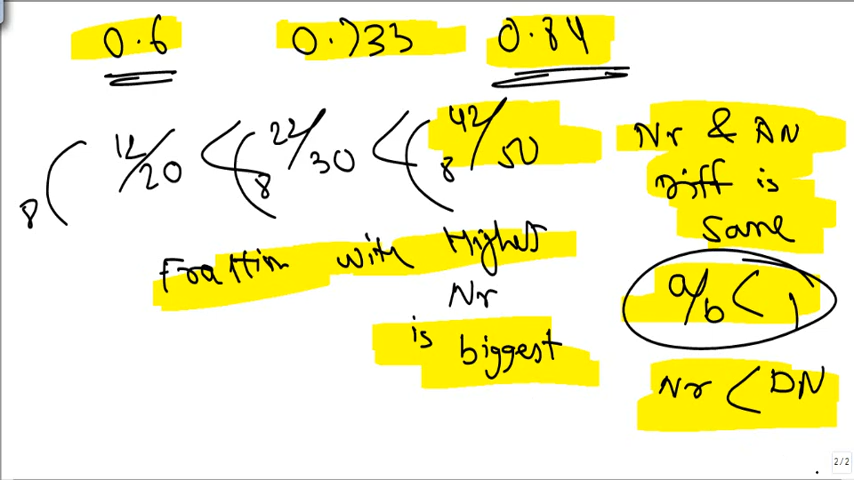 0.6 0.733 0.84
8 ( 12/20 < 8 ( 22/30 < 8 ( 42/50
Nr & DN
Diff is
Same
Fraction with Highest
Nr
is biggest
a/b < 1
Nr < DN
2/2